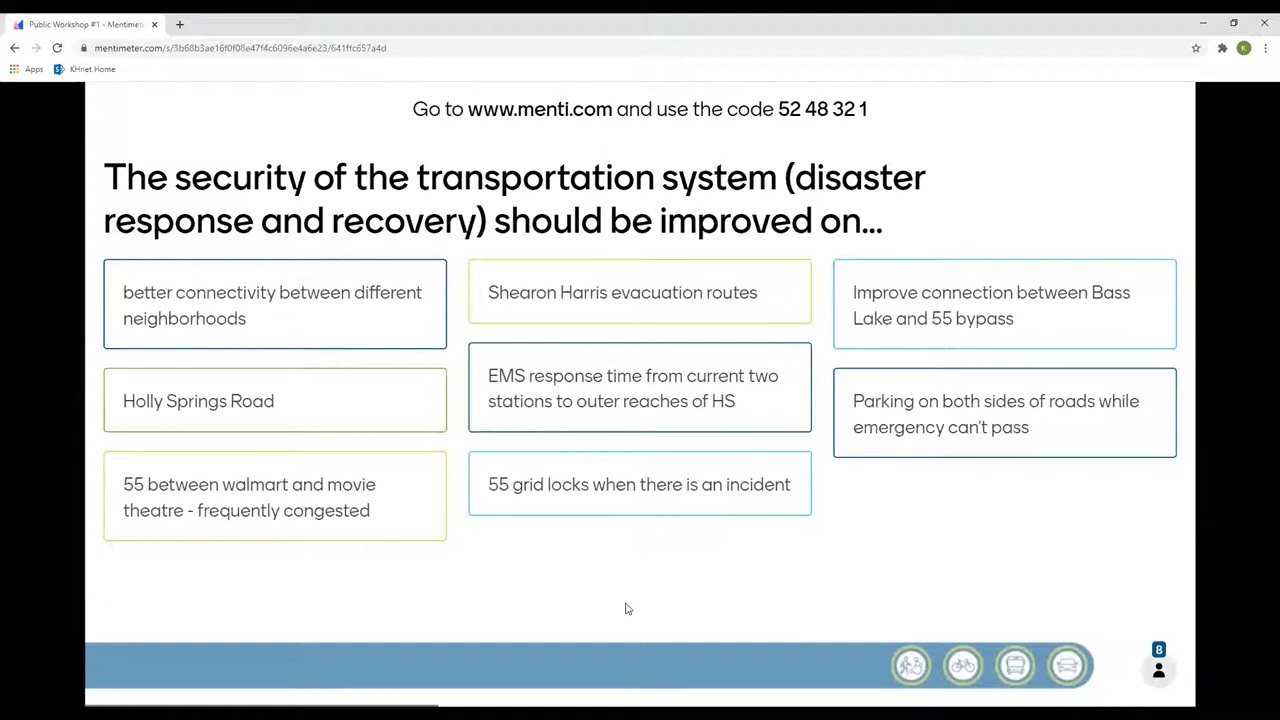 Public Workshop #1 - Mentimete
mentimeter.com/s/3b68b3ae16f0f08e47f4c6096e4a6e23/641ffc657a4d
Apps
KHnet Home
K
Go to www.menti.com and use the code 52 48 32 1
The security of the transportation system (disaster
response and recovery) should be improved on...
better connectivity between different
neighborhoods
Holly Springs Road
55 between walmart and movie
theatre - frequently congested
Shearon Harris evacuation routes
EMS response time from current two
stations to outer reaches of HS
55 grid locks when there is an incident
Improve connection between Bass
Lake and 55 bypass
Parking on both sides of roads while
emergency can't pass
8